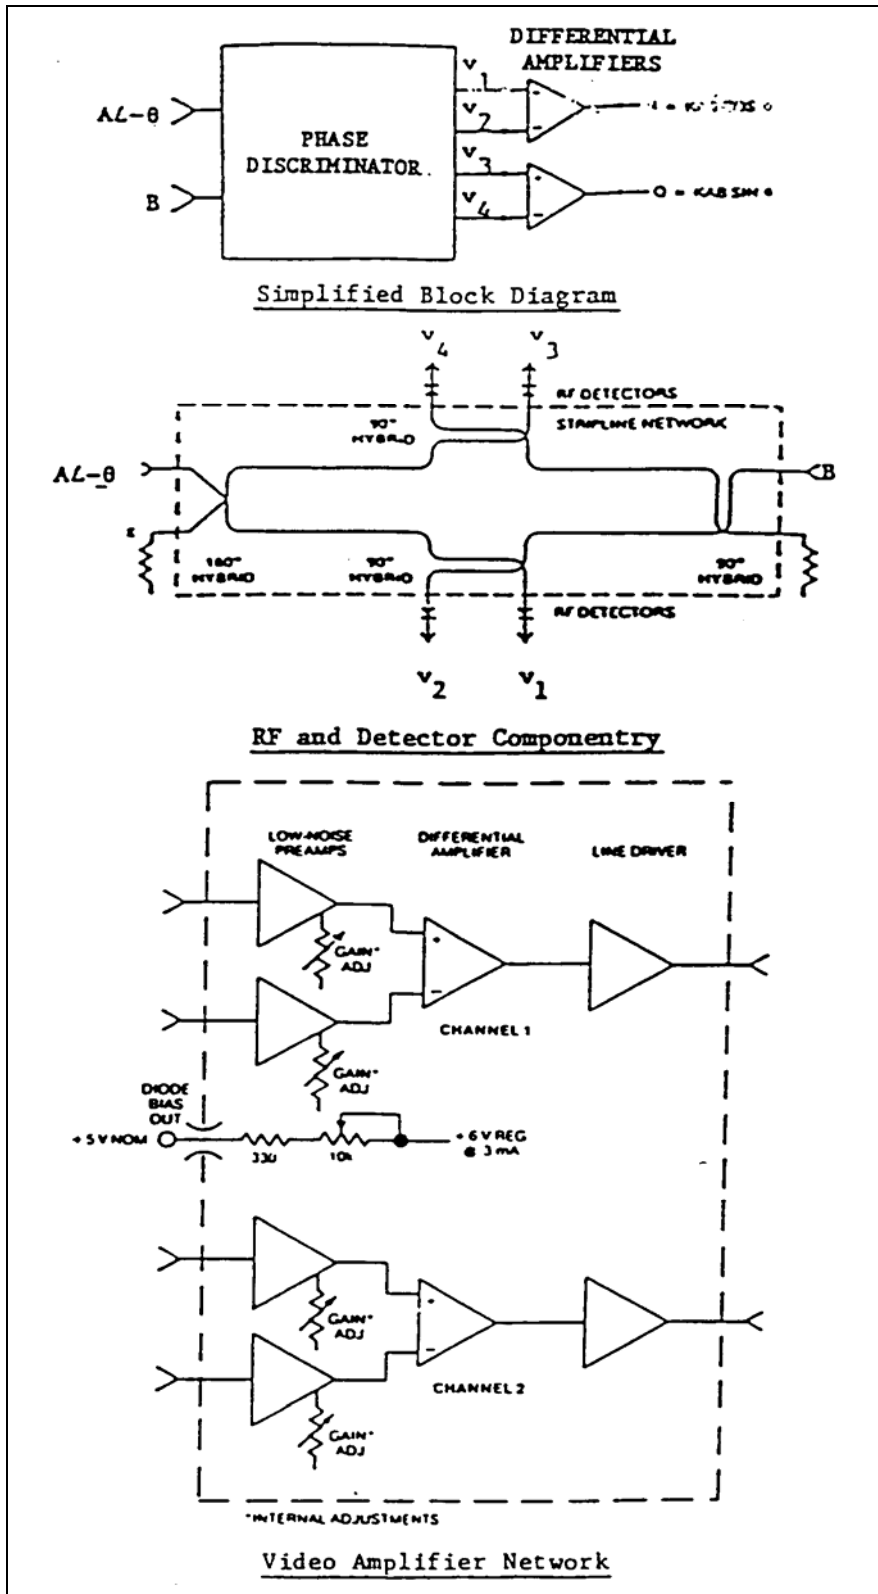 DIFFERENTIAL
AMPLIFIERS
V1
V2
V3
V4
A∠-θ
B
PHASE
DISCRIMINATOR
+
-
-
+
-
Q = KAB SIN
Simplified Block Diagram
V4
V3
RF DETECTORS
STRIPLINE NETWORK
90°
HYBRID
A∠-θ
B
180°
HYBRID
90°
HYBRID
90°
HYBRID
RF DETECTORS
V2
V1
RF and Detector Componentry
LOW-NOISE
PREAMPS
DIFFERENTIAL
AMPLIFIER
LINE DRIVER
GAIN*
ADJ
+
-
CHANNEL 1
GAIN*
ADJ
DIODE
BIAS
OUT
+ 5 V NOM
330
10k
+ 6 V REG
@ 3 mA
GAIN*
ADJ
+
-
CHANNEL 2
GAIN*
ADJ
*INTERNAL ADJUSTMENTS
Video Amplifier Network